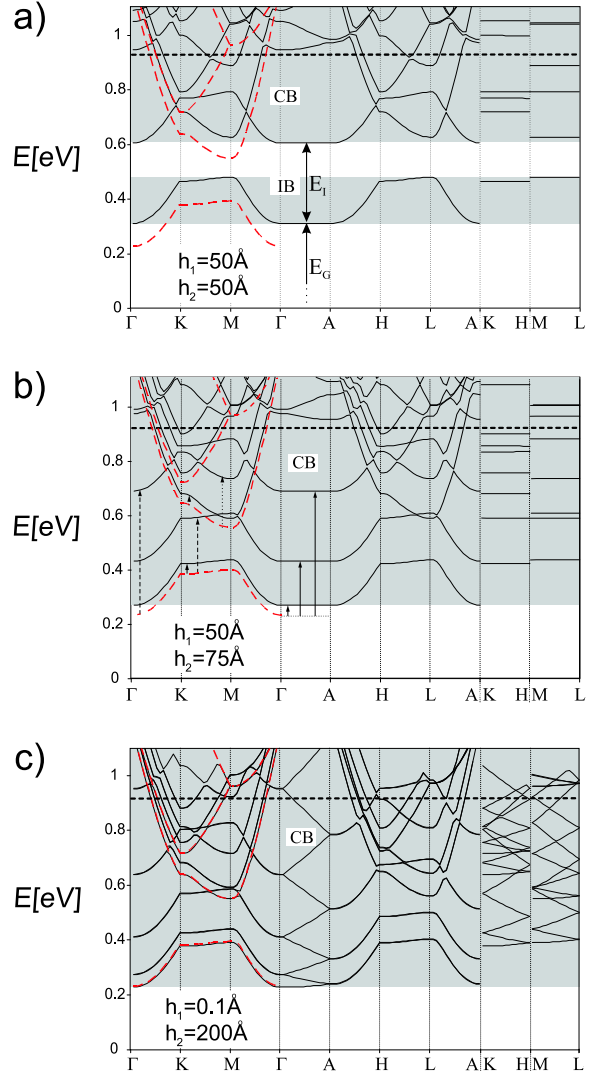 a)
1
0.8
0.6
0.4
0.2
0
E[eV]
CB
IB
E_I
E_G
h₁=50Å
h₂=50Å
Γ K M Γ A H L A K H M L
b)
1
0.8
0.6
0.4
0.2
0
E[eV]
CB
h₁=50Å
h₂=75Å
Γ K M Γ A H L A K H M L
c)
1
0.8
0.6
0.4
0.2
0
E[eV]
CB
h₁=0.1Å
h₂=200Å
Γ K M Γ A H L A K H M L